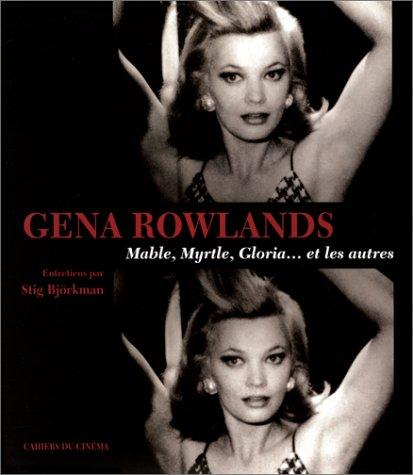 GENA ROWLANDS
Mable, Myrtle, Gloria... et les autres
Entretiens par
Stig Björkman
CAHIERS DU CINÉMA